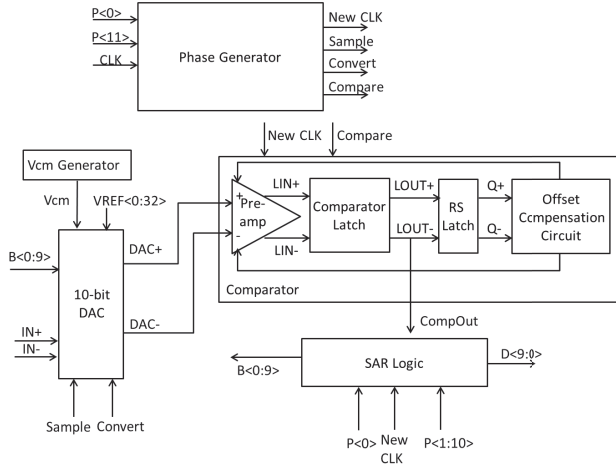 P<0>
P<11>
CLK
Phase Generator
New CLK
Sample
Convert
Compare
New CLK
Compare
Vcm Generator
Vcm
VREF<0:32>
B<0:9>
IN+
IN-
10-bit
DAC
DAC+
DAC-
Sample
Convert
+
Pre-
amp
-
LIN+
LIN-
Comparator
Latch
LOUT+
LOUT-
RS
Latch
Q+
Q-
Offset
Ccmpensation
Circuit
Comparator
CompOut
SAR Logic
B<0:9>
D<9:0>
P<0>
New
CLK
P<1:10>